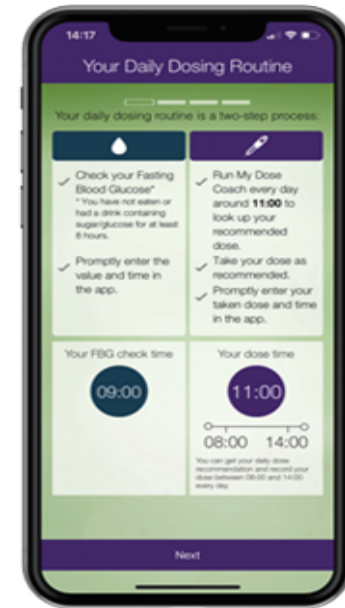 14:17
Your Daily Dosing Routine
Your daily dosing routine is a two-step process:
Check your Fasting
Blood Glucose*
* You have not eaten or
had a drink containing
sugar/glucose for at least
8 hours.
Promptly enter the
value and time in
the app.
Run My Dose
Coach every day
around 11:00 to
look up your
recommended
dose.
Take your dose as
recommended.
Promptly enter your
taken dose and time
in the app.
Your FBG check time
09:00
Your dose time
11:00
08:00 14:00
You can get your daily dose
recommendation and record your
dose between 08:00 and 14:00
every day
Next